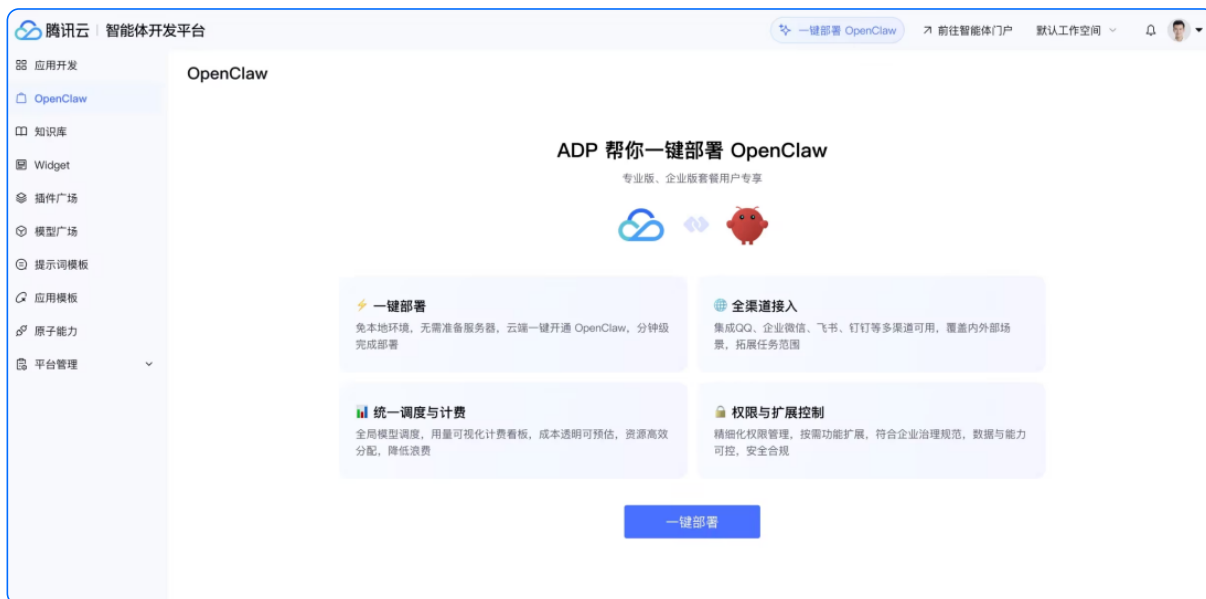 腾讯云 | 智能体开发平台
一键部署 OpenClaw
前往智能体门户
默认工作空间
应用开发
OpenClaw
知识库
Widget
插件广场
模型广场
提示词模板
应用模板
原子能力
平台管理
OpenClaw
ADP 帮你一键部署 OpenClaw
专业版、企业版套餐用户专享
一键部署
免本地环境，无需准备服务器，云端一键开通 OpenClaw，分钟级
完成部署
全渠道接入
集成QQ、企业微信、飞书、钉钉等多渠道可用，覆盖内外部场
景，拓展任务范围
统一调度与计费
全局模型调度，用量可视化计费看板，成本透明可预估，资源高效
分配，降低浪费
权限与扩展控制
精细化权限管理，按需功能扩展，符合企业治理规范，数据与能力
可控，安全合规
一键部署